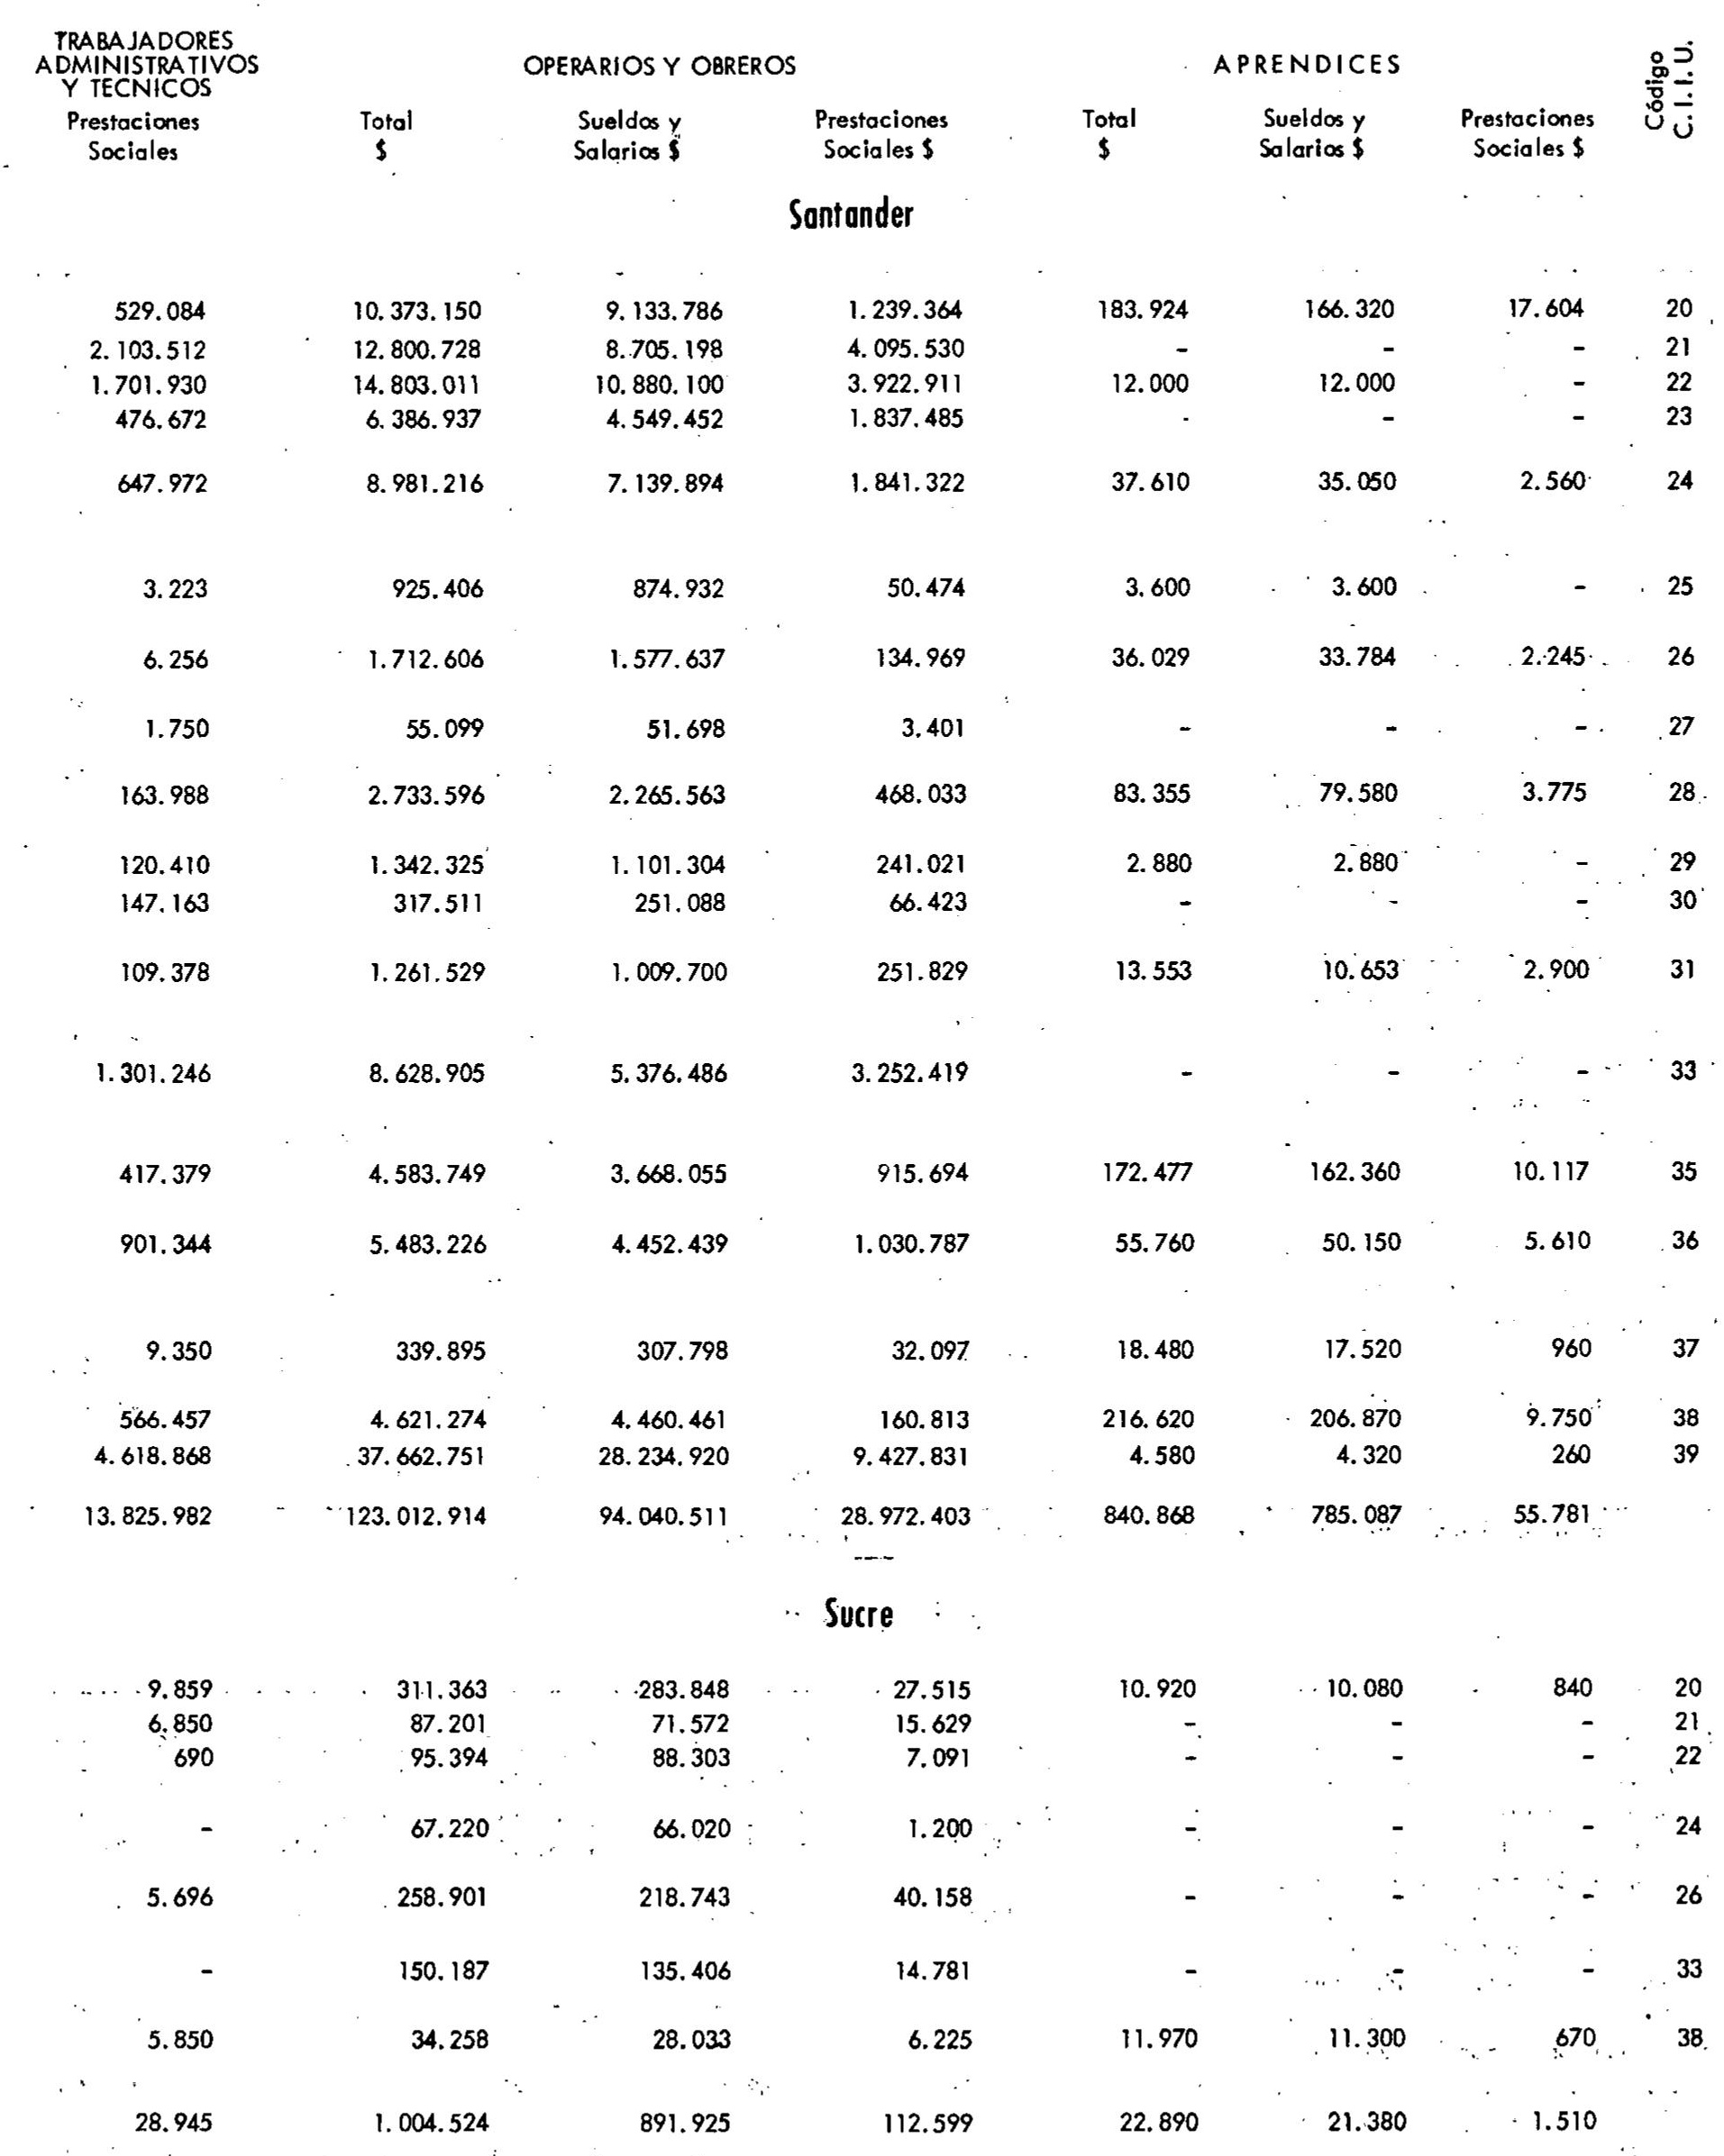 TRABAJADORES ADMINISTRATIVOS Y TECNICOS OPERARIOS Y OBREROS APRENDICES Código C.I.I.U.
Prestaciones Sociales Total $ Sueldos y Salarios $ Prestaciones Sociales $ Total $ Sueldos y Salarios $ Prestaciones Sociales $
Santander
529.084 10.373.150 9.133.786 1.239.364 183.924 166.320 17.604 20
2.103.512 12.800.728 8.705.198 4.095.530 - - - 21
1.701.930 14.803.011 10.880.100 3.922.911 12.000 12.000 - 22
476.672 6.386.937 4.549.452 1.837.485 - - - 23
647.972 8.981.216 7.139.894 1.841.322 37.610 35.050 2.560 24
3.223 925.406 874.932 50.474 3.600 3.600 - 25
6.256 1.712.606 1.577.637 134.969 36.029 33.784 2.245 26
1.750 55.099 51.698 3.401 - - - 27
163.988 2.733.596 2.265.563 468.033 83.355 79.580 3.775 28
120.410 1.342.325 1.101.304 241.021 2.880 2.880 - 29
147.163 317.511 251.088 66.423 - - - 30
109.378 1.261.529 1.009.700 251.829 13.553 10.653 2.900 31
1.301.246 8.628.905 5.376.486 3.252.419 - - - 33
417.379 4.583.749 3.668.055 915.694 172.477 162.360 10.117 35
901.344 5.483.226 4.452.439 1.030.787 55.760 50.150 5.610 36
9.350 339.895 307.798 32.097 18.480 17.520 960 37
566.457 4.621.274 4.460.461 160.813 216.620 206.870 9.750 38
4.618.868 37.662.751 28.234.920 9.427.831 4.580 4.320 260 39
13.825.982 123.012.914 94.040.511 28.972.403 840.868 785.087 55.781
Sucre
9.859 311.363 283.848 27.515 10.920 10.080 840 20
6.850 87.201 71.572 15.629 - - - 21
690 95.394 88.303 7.091 - - - 22
- 67.220 66.020 1.200 - - - 24
5.696 258.901 218.743 40.158 - - - 26
- 150.187 135.406 14.781 - - - 33
5.850 34.258 28.033 6.225 11.970 11.300 670 38
28.945 1.004.524 891.925 112.599 22.890 21.380 1.510